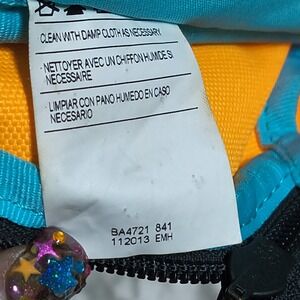 CLEAN WITH DAMP CLOTH AS NECESSARY
· NETTOYER AVEC UN CHIFFON HUMIDE SI
NECESSAIRE
· LIMPIAR CON PANO HUMEDO EN CASO
NECESARIO
BA4721 841
112013 EMH